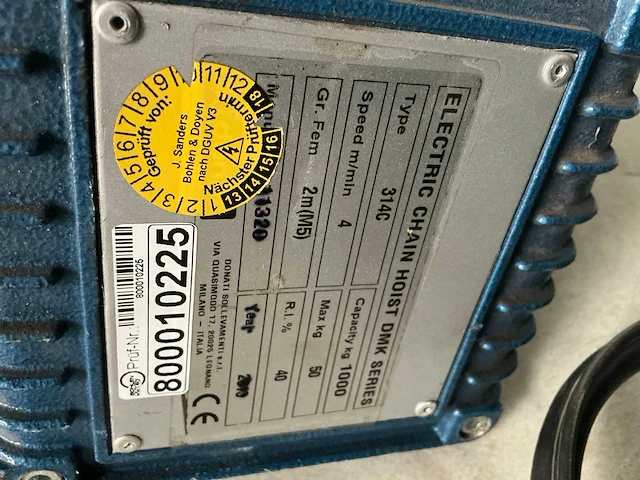 ELECTRIC CHAIN HOIST DMK SERIES
Type 314C Capacity kg 1000
Speed m/min 4 Max kg 50
Gr. Fem 2m(M5) R.I. % 40
11320 Year
DONATI SOLLEVAMENTI s.r.l.
VIA QUASIMODO 17, 20025 LEGNANO
MILANO - ITALIA
CE
1 2 3 4 5 6 7 8 9 10 11 12
Geprüft von:
J. Sanders
Bohlen & Doyen
nach DGUV V3
Nächster Prüftermin
13 14 15 16 18
800010225
Prüf-Nr.
800010225